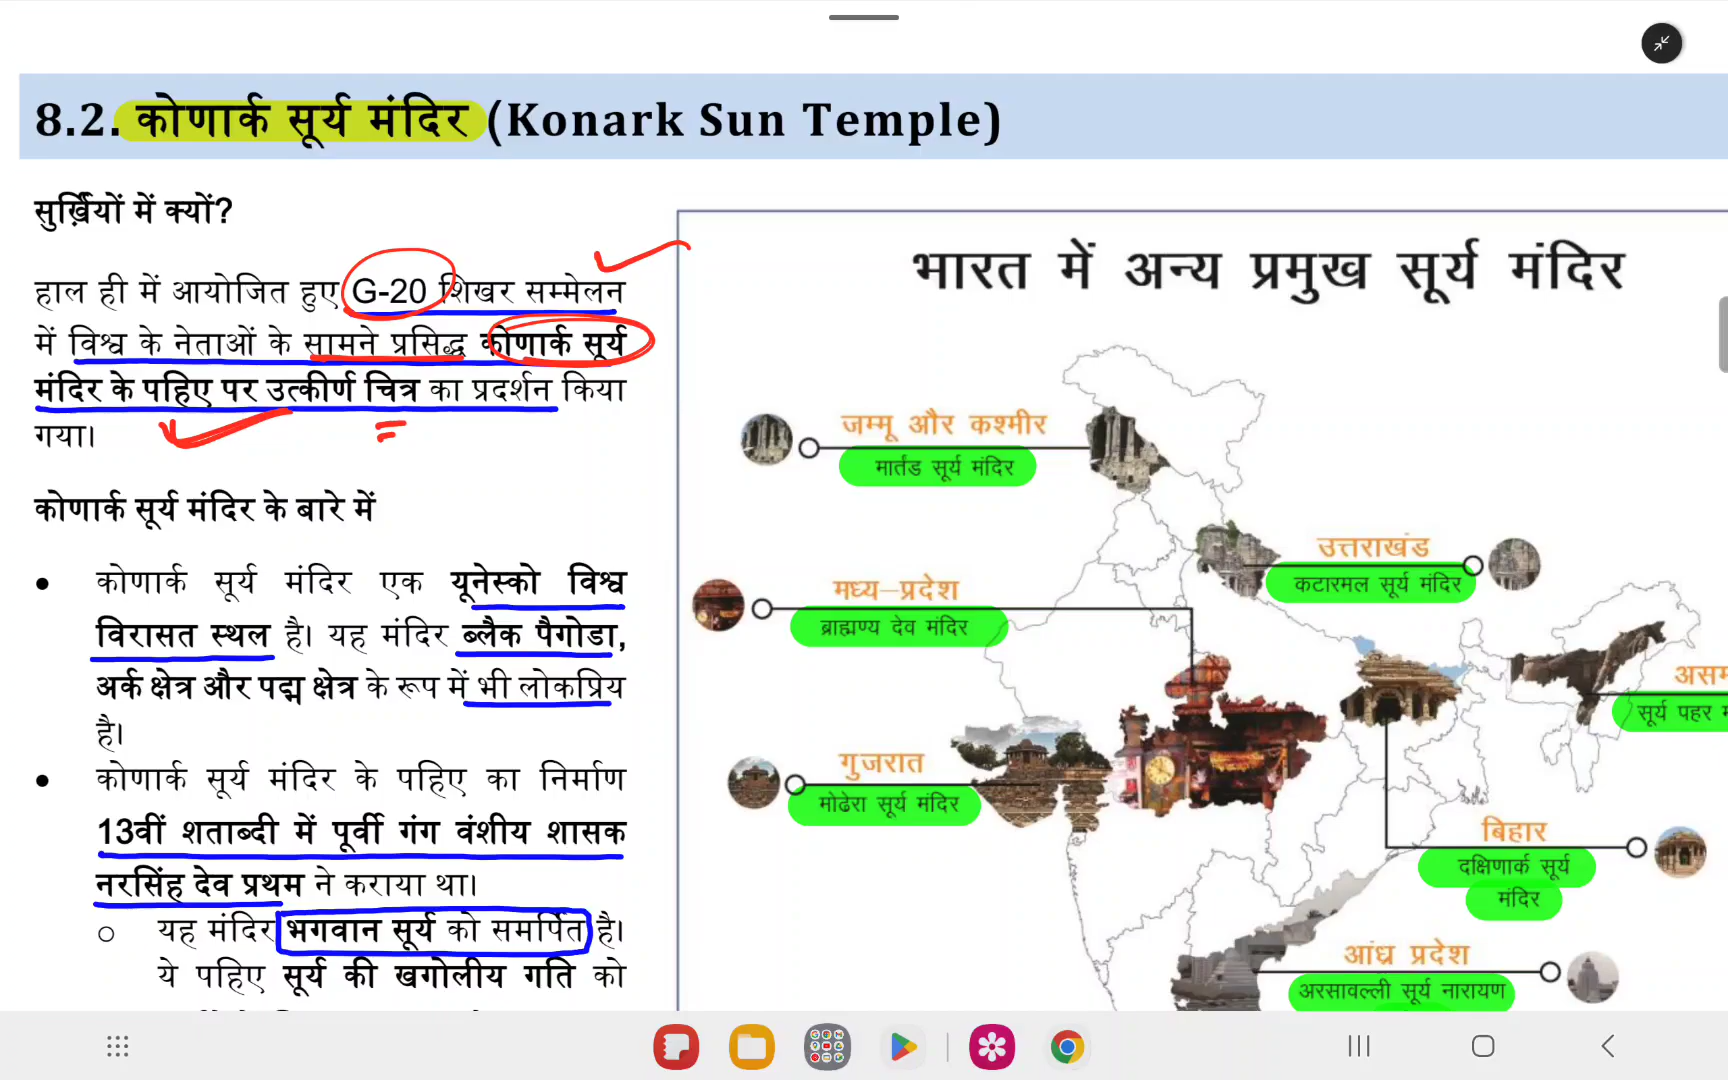 8.2. कोणार्क सूर्य मंदिर (Konark Sun Temple)
सुर्ख़ियों में क्यों?
हाल ही में आयोजित हुए G-20 शिखर सम्मेलन
में विश्व के नेताओं के सामने प्रसिद्ध कोणार्क सूर्य
मंदिर के पहिए पर उत्कीर्ण चित्र का प्रदर्शन किया
गया।
कोणार्क सूर्य मंदिर के बारे में
● कोणार्क सूर्य मंदिर एक यूनेस्को विश्व
विरासत स्थल है। यह मंदिर ब्लैक पैगोडा,
अर्क क्षेत्र और पद्म क्षेत्र के रूप में भी लोकप्रिय
है।
● कोणार्क सूर्य मंदिर के पहिए का निर्माण
13वीं शताब्दी में पूर्वी गंग वंशीय शासक
नरसिंह देव प्रथम ने कराया था।
○ यह मंदिर भगवान सूर्य को समर्पित है।
ये पहिए सूर्य की खगोलीय गति को
भारत में अन्य प्रमुख सूर्य मंदिर
जम्मू और कश्मीर
मार्तंड सूर्य मंदिर
उत्तराखंड
कटारमल सूर्य मंदिर
मध्य–प्रदेश
ब्राह्मण्य देव मंदिर
असम
सूर्य पहर
गुजरात
मोढेरा सूर्य मंदिर
बिहार
दक्षिणार्क सूर्य
मंदिर
आंध्र प्रदेश
अरसावल्ली सूर्य नारायण